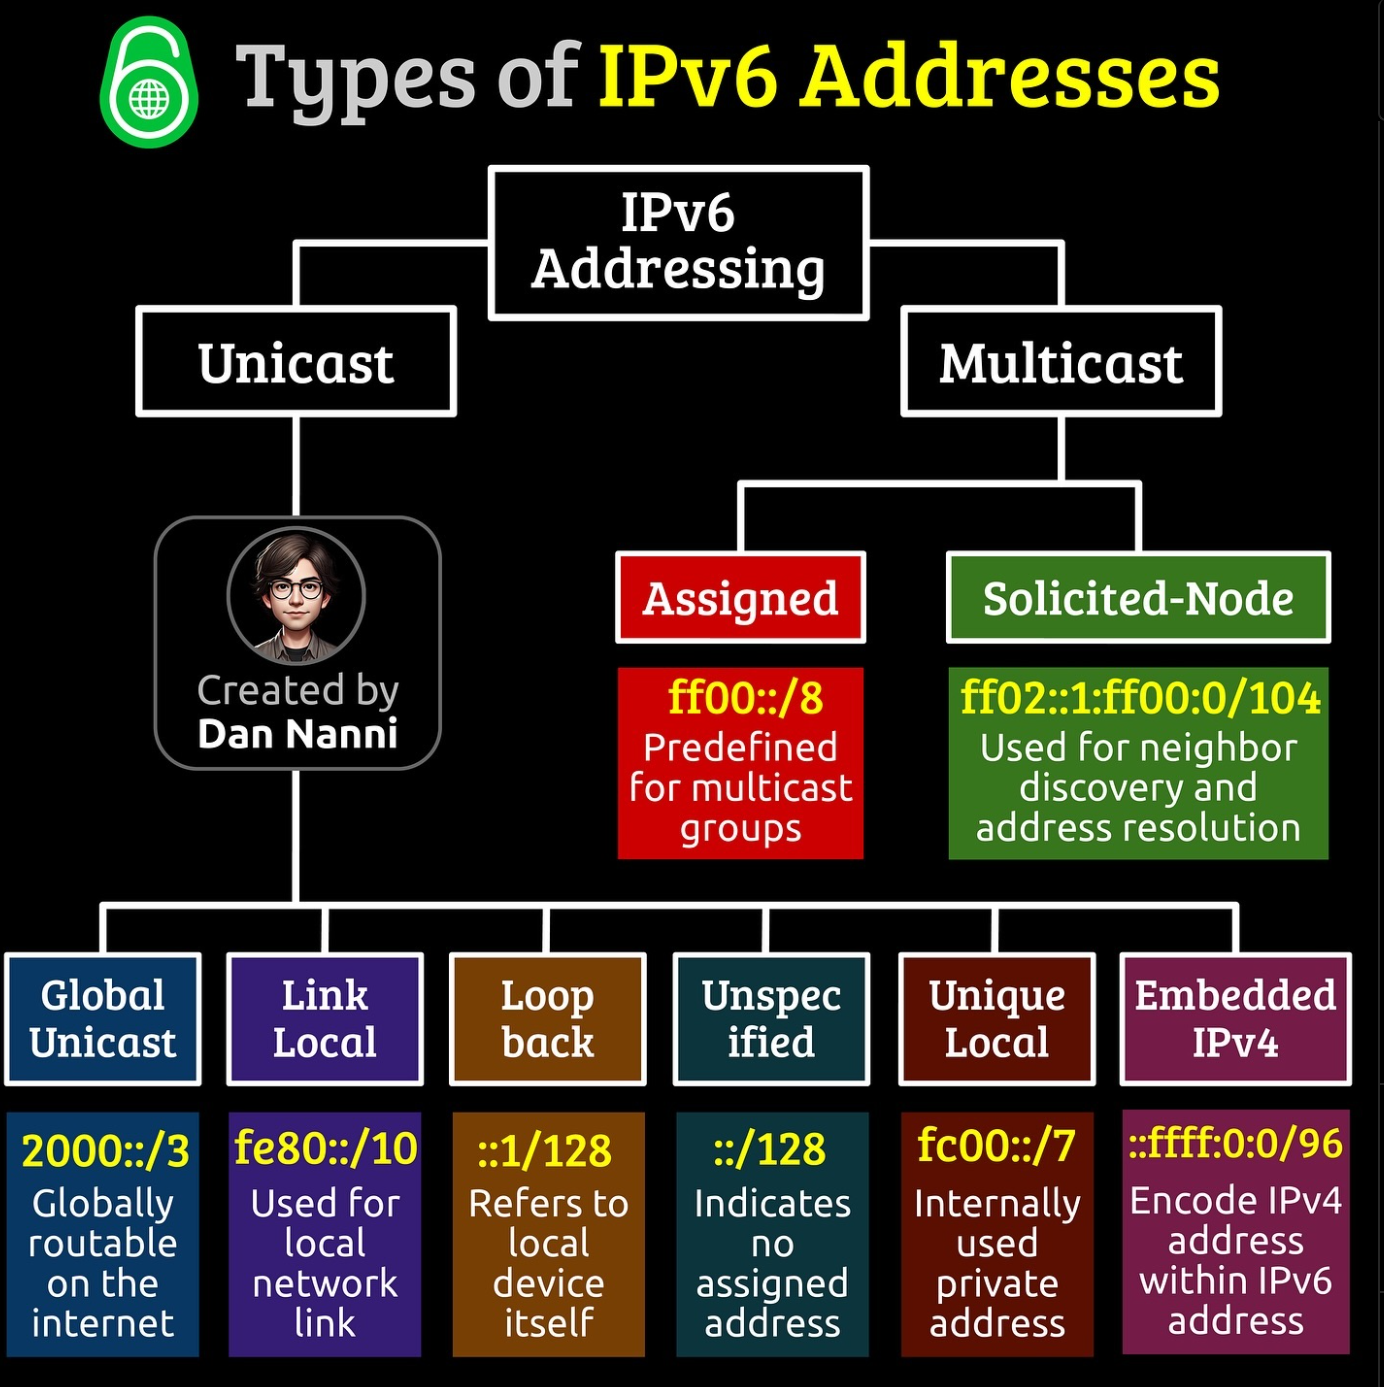 Types of IPv6 Addresses
IPv6
Addressing
Unicast
Multicast
Created by
Dan Nanni
Assigned
ff00::/8
Predefined
for multicast
groups
Solicited-Node
ff02::1:ff00:0/104
Used for neighbor
discovery and
address resolution
Global
Unicast
2000::/3
Globally
routable
on the
internet
Link
Local
fe80::/10
Used for
local
network
link
Loop
back
::1/128
Refers to
local
device
itself
Unspec
ified
::/128
Indicates
no
assigned
address
Unique
Local
fc00::/7
Internally
used
private
address
Embedded
IPv4
::ffff:0:0/96
Encode IPv4
address
within IPv6
address